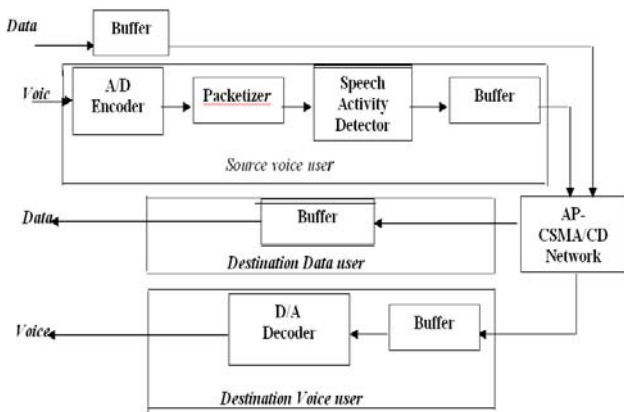 Data
Buffer
Voic
A/D
Encoder
Packetizer
Speech
Activity
Detector
Buffer
Source voice user
Data
Buffer
Destination Data user
AP-
CSMA/CD
Network
Voice
D/A
Decoder
Buffer
Destination Voice user